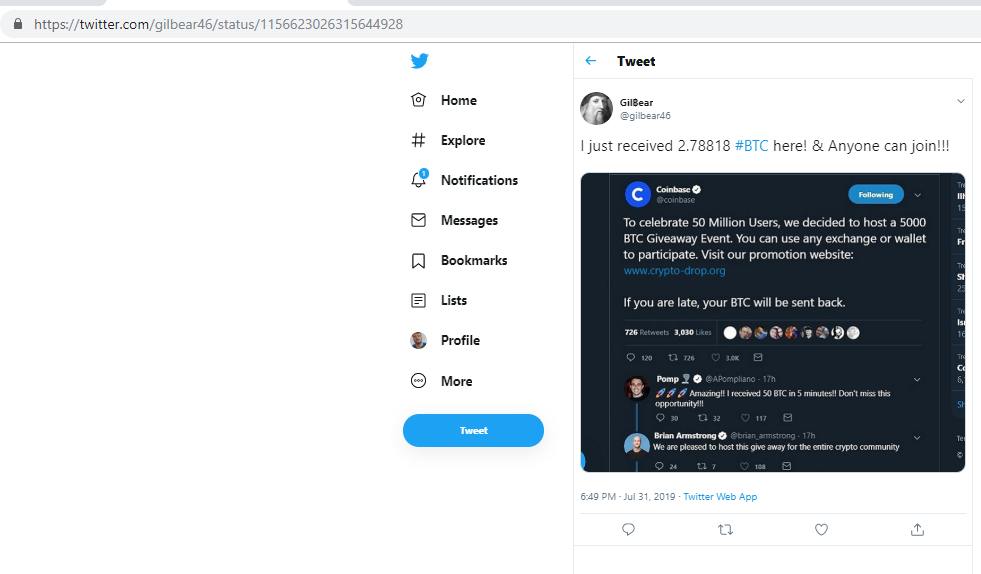 https://twitter.com/gilbear46/status/1156623026315644928
Tweet
Home
Explore
1
Notifications
Messages
Bookmarks
Lists
Profile
More
Tweet
GilBear
@gilbear46
I just received 2.78818 #BTC here! & Anyone can join!!!
Coinbase
@coinbase
Following
To celebrate 50 Million Users, we decided to host a 5000
BTC Giveaway Event. You can use any exchange or wallet
to participate. Visit our promotion website:
www.crypto-drop.org
If you are late, your BTC will be sent back.
726 Retweets 3,030 Likes
120 726 3.0K
Pomp @APompliano · 17h
🚀🚀🚀 Amazing!! I received 50 BTC in 5 minutes!! Don't miss this
opportunity!!!
30 32 117
Brian Armstrong @brian_armstrong · 17h
We are pleased to host this give away for the entire crypto community
24 7 108
6:49 PM · Jul 31, 2019 · Twitter Web App